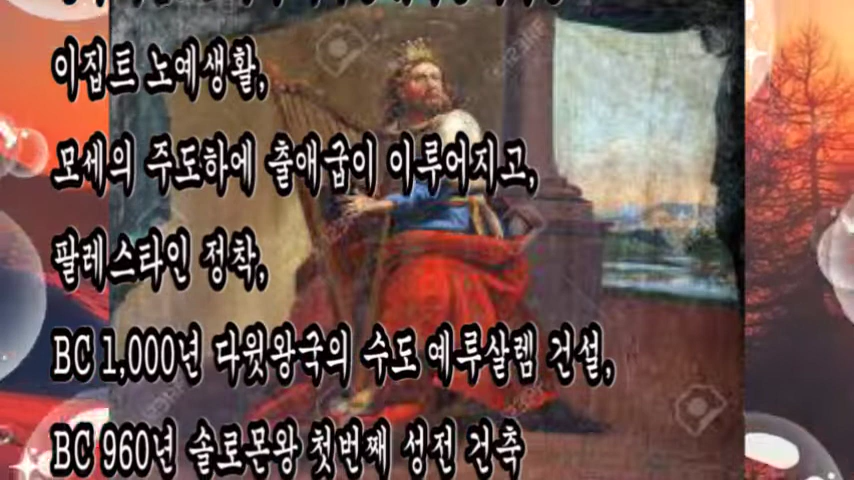 이집트 노예생활,
모세의 주도하에 출애굽이 이루어지고,
팔레스타인 정착,
BC 1,000년 다윗왕국의 수도 예루살렘 건설,
BC 960년 솔로몬왕 첫번째 성전 건축